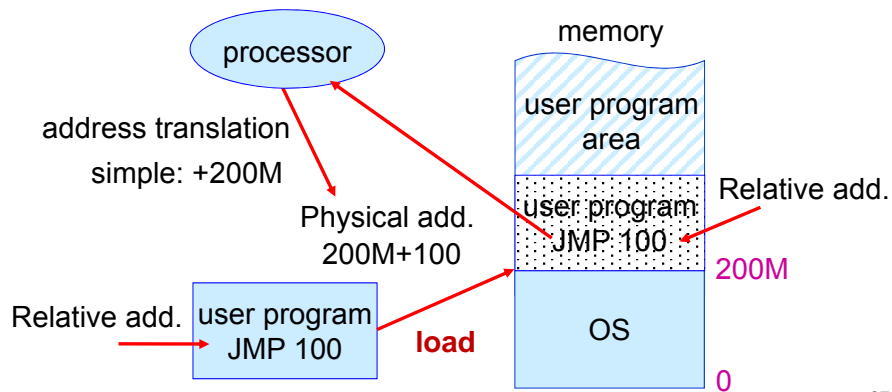 memory
processor
user program
area
address translation
simple: +200M
Relative add.
user program
JMP 100
Physical add.
200M+100
200M
Relative add.
user program
JMP 100
load
OS
0